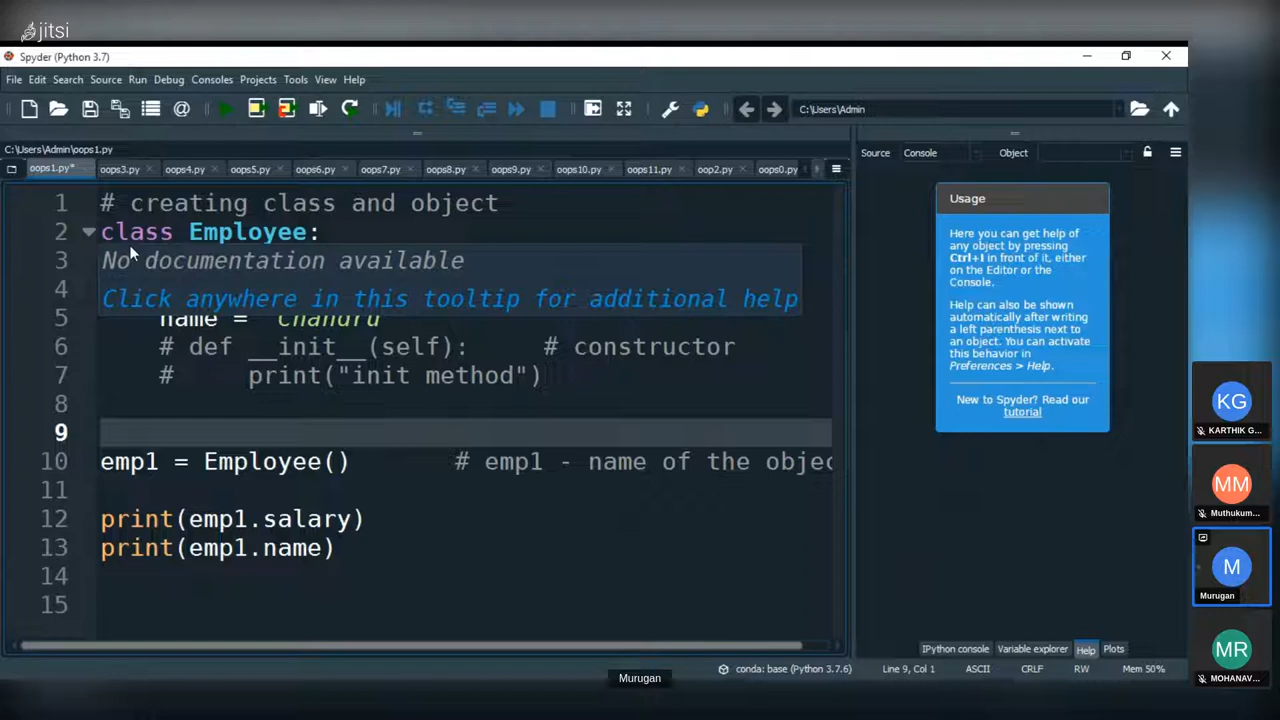 jitsi
Spyder (Python 3.7)
File Edit Search Source Run Debug Consoles Projects Tools View Help
C:\Users\Admin
C:\Users\Admin\oops1.py
oops1.py* oops3.py oops4.py oops5.py oops6.py oops7.py oops8.py oops9.py oops10.py oops11.py oop2.py oops0.py
Source Console Object
1 # creating class and object
2 class Employee:
3 No documentation available
4 Click anywhere in this tooltip for additional help
5 name = chandru
6 # def __init__(self): # constructor
7 # print("init method")
8
9
10 emp1 = Employee() # emp1 - name of the objec
11
12 print(emp1.salary)
13 print(emp1.name)
14
15
Usage
Here you can get help of
any object by pressing
Ctrl+I in front of it, either
on the Editor or the
Console.
Help can also be shown
automatically after writing
a left parenthesis next to
an object. You can activate
this behavior in
Preferences > Help.
New to Spyder? Read our
tutorial
IPython console Variable explorer Help Plots
conda: base (Python 3.7.6) Line 9, Col 1 ASCII CRLF RW Mem 50%
Murugan
KG
KARTHIK G...
MM
Muthukum...
M
Murugan
MR
MOHANAV...